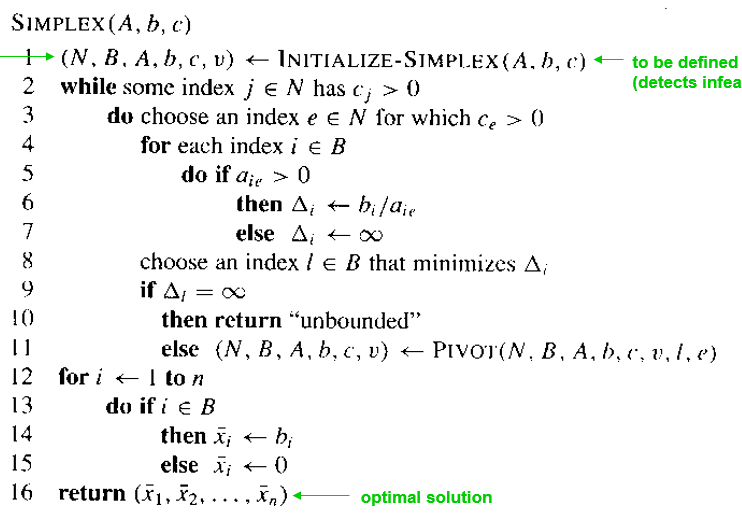 SIMPLEX(A, b, c)
1 (N, B, A, b, c, v) ← INITIALIZE-SIMPLEX(A, b, c) ← to be defined
(detects infea
2 while some index j ∈ N has c_j > 0
3 do choose an index e ∈ N for which c_e > 0
4 for each index i ∈ B
5 do if a_ie > 0
6 then Δ_i ← b_i/a_ie
7 else Δ_i ← ∞
8 choose an index l ∈ B that minimizes Δ_i
9 if Δ_l = ∞
10 then return “unbounded”
11 else (N, B, A, b, c, v) ← PIVOT(N, B, A, b, c, v, l, e)
12 for i ← 1 to n
13 do if i ∈ B
14 then x̄_i ← b_i
15 else x̄_i ← 0
16 return (x̄_1, x̄_2, . . . , x̄_n) ← optimal solution